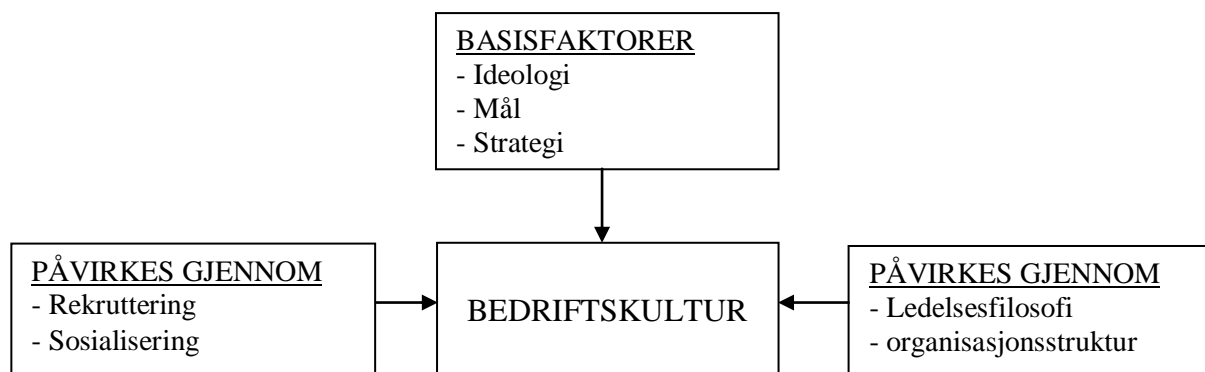 BASISFAKTORER
- Ideologi
- Mål
- Strategi
PÅVIRKES GJENNOM
- Rekruttering
- Sosialisering
BEDRIFTSKULTUR
PÅVIRKES GJENNOM
- Ledelsesfilosofi
- organisasjonsstruktur